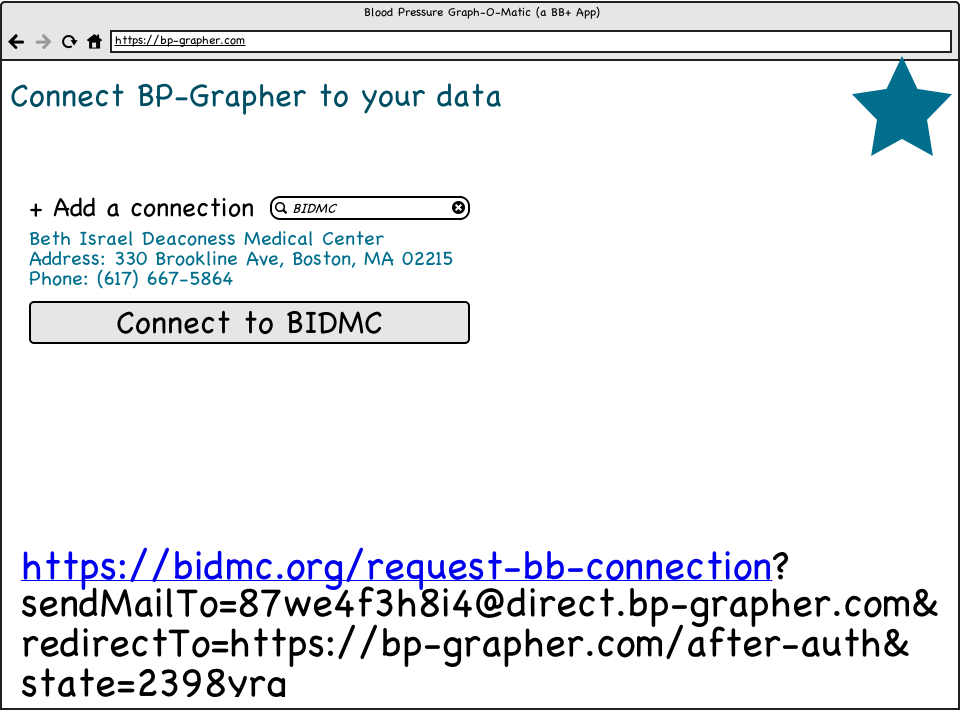 Blood Pressure Graph-O-Matic (a BB+ App)
https://bp-grapher.com
Connect BP-Grapher to your data
+ Add a connection BIDMC
Beth Israel Deaconess Medical Center
Address: 330 Brookline Ave, Boston, MA 02215
Phone: (617) 667-5864
Connect to BIDMC
https://bidmc.org/request-bb-connection?
sendMailTo=87we4f3h8i4@direct.bp-grapher.com&
redirectTo=https://bp-grapher.com/after-auth&